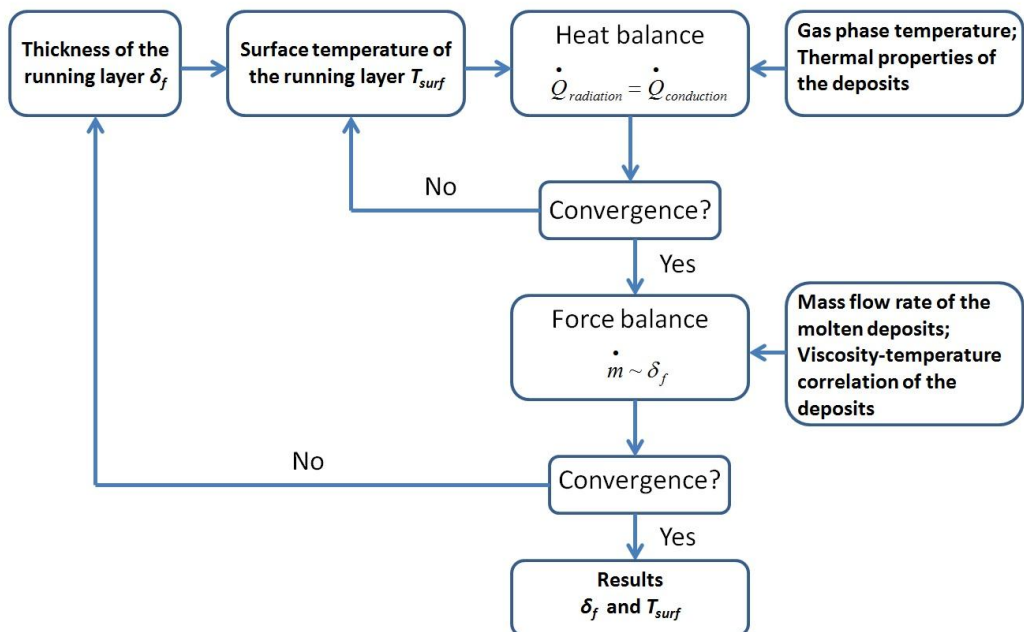 Thickness of the
running layer δf
Surface temperature of
the running layer Tsurf
Heat balance
Q̇radiation = Q̇conduction
Gas phase temperature;
Thermal properties of
the deposits
No
Convergence?
Yes
Force balance
ṁ ~ δf
Mass flow rate of the
molten deposits;
Viscosity-temperature
correlation of the
deposits
No
Convergence?
Yes
Results
δf and Tsurf